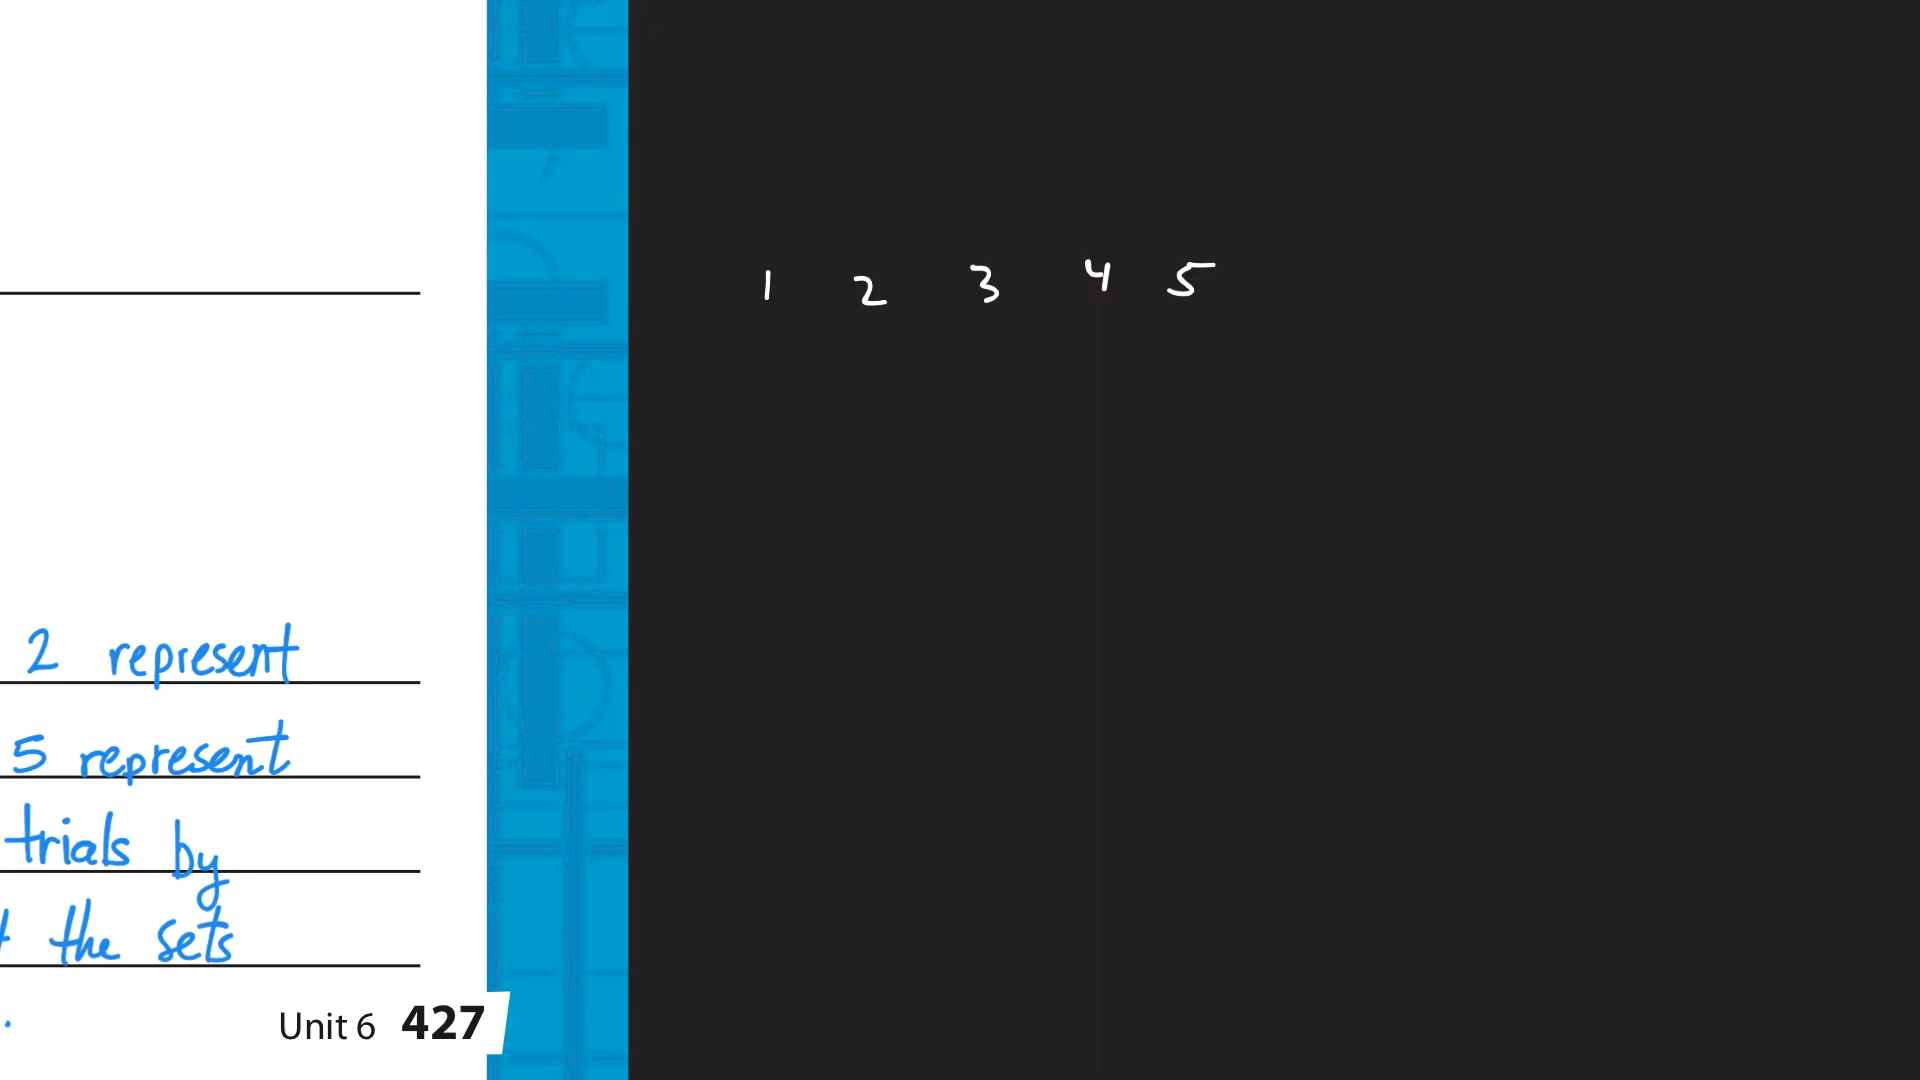 1 2 3 4 5
2 represent
5 represent
trials by
the sets
.
Unit 6 427